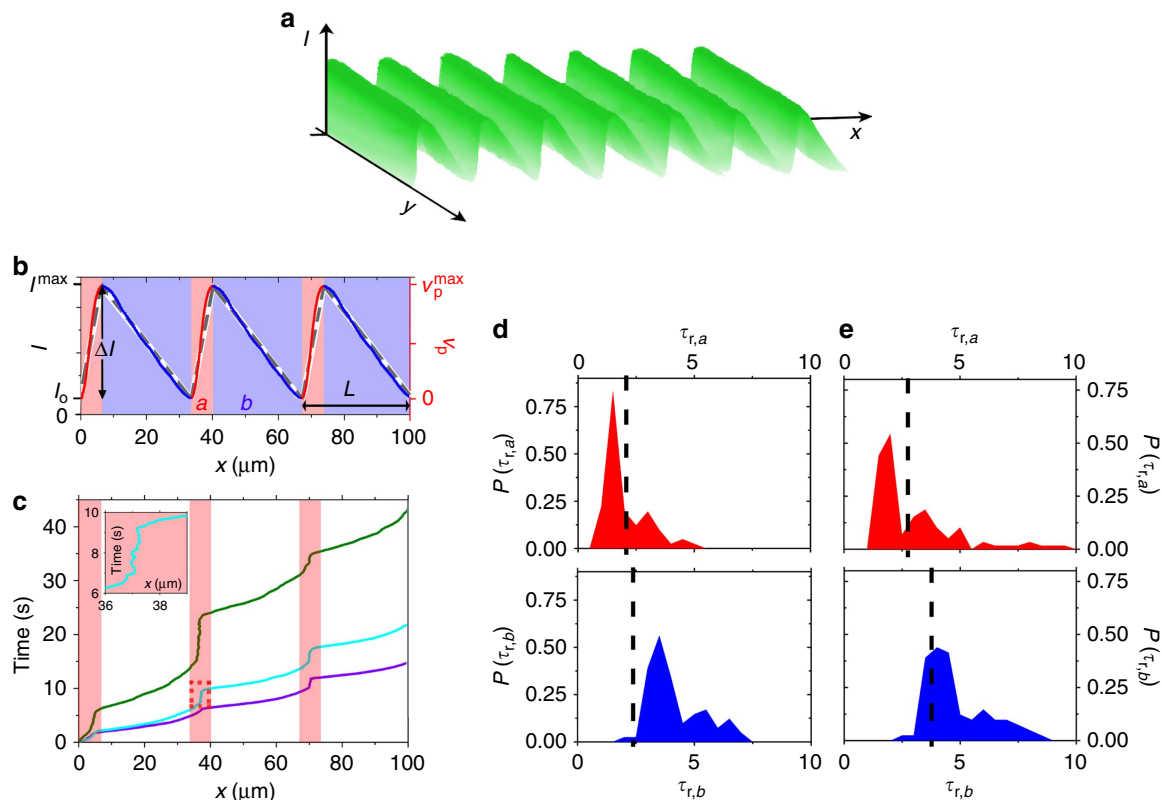 a
I
x
y
b
I^max
ΔI
I
I_o
0
a
b
L
v_p^max
v_p
0
0 20 40 60 80 100
x (μm)
c
40
30
20
10
0
Time (s)
10
8
6
Time (s)
x (μm)
36 38
0 20 40 60 80 100
x (μm)
d
τ_r,a
0 5 10
0.75
0.50
0.25
0.00
P (τ_r,a)
0.75
0.50
0.25
0.00
P (τ_r,b)
0 5 10
τ_r,b
e
τ_r,a
0 5 10
0.75
0.50
0.25
0.00
P (τ_r,a)
0.75
0.50
0.25
0.00
P (τ_r,b)
0 5 10
τ_r,b